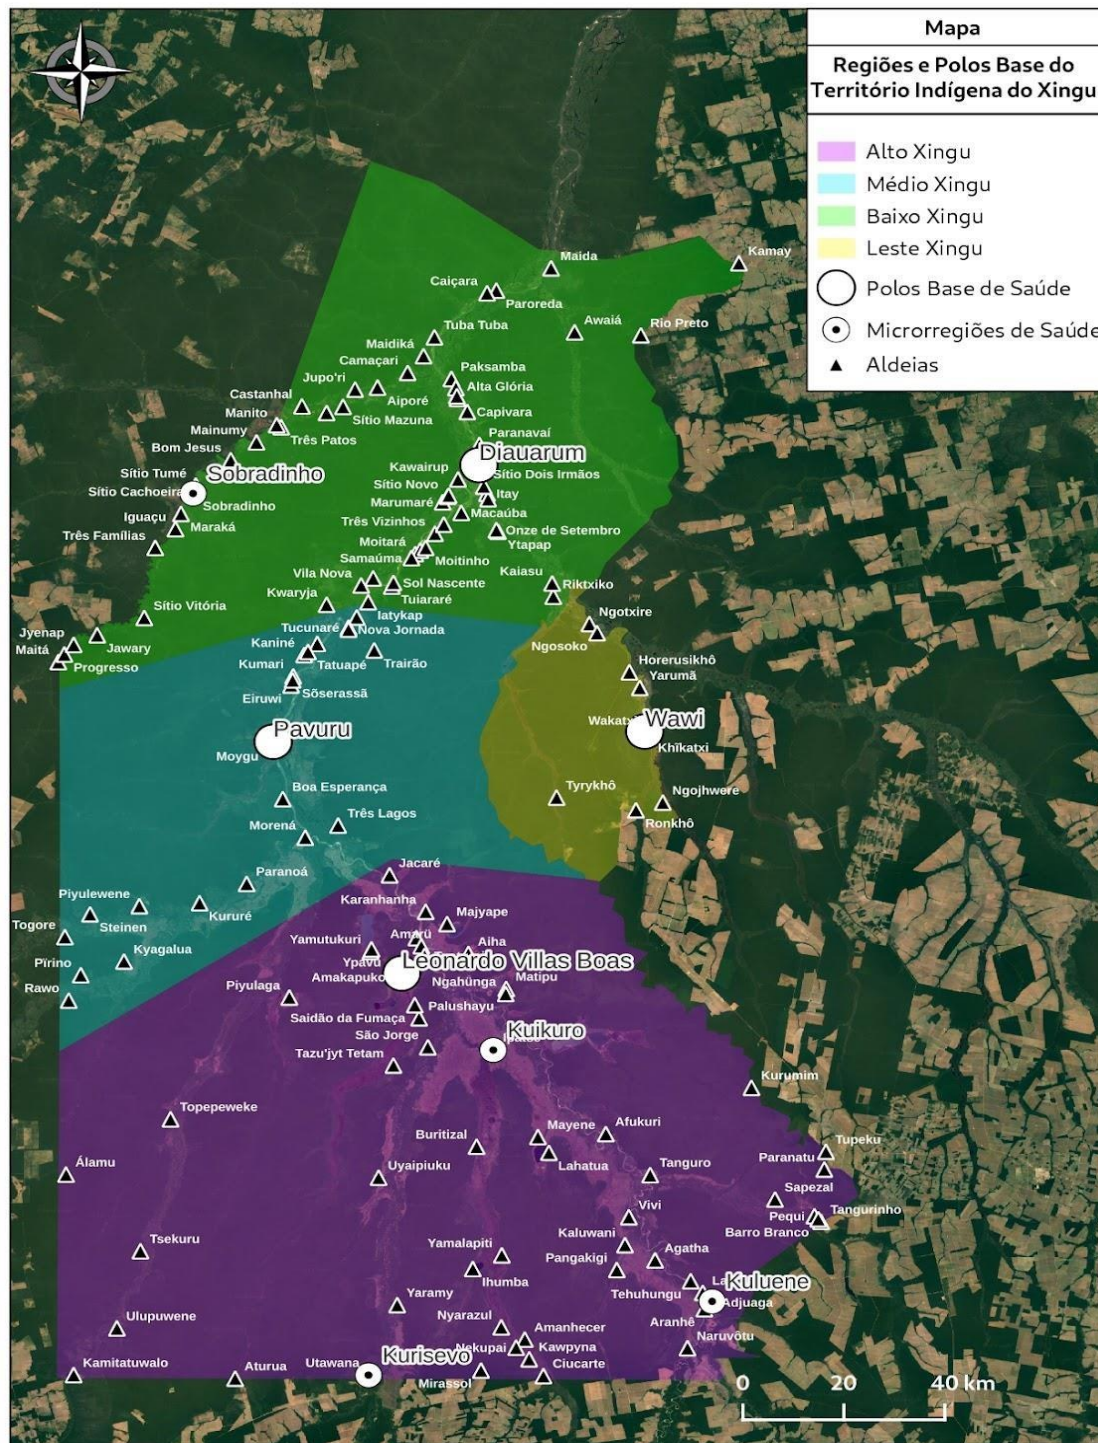 Mapa
Regiões e Polos Base do
Território Indígena do Xingu
Alto Xingu
Médio Xingu
Baixo Xingu
Leste Xingu
Polos Base de Saúde
Microrregiões de Saúde
Aldeias
Maida
Kamay
Caiçara
Paroreda
Awaiá
Rio Preto
Tuba Tuba
Maidiká
Camaçari
Paksamba
Jupo'ri
Alta Glória
Castanhal
Aiporé
Capivara
Manito
Sítio Mazuna
Mainumy
Três Patos
Paranavaí
Bom Jesus
Diauarum
Kawairup
Sítio Dois Irmãos
Sítio Tumé
Sobradinho
Sítio Novo
Sítio Cachoeira
Itay
Sobradinho
Marumaré
Macaúba
Iguaçu
Maraká
Três Vizinhos
Onze de Setembro
Três Famílias
Moitará
Ytapap
Samaúma
Moitinho
Vila Nova
Sol Nascente
Kaiasu
Riktxiko
Kwaryja
Tuiararé
Sítio Vitória
Iatykap
Ngotxire
Tucunaré
Nova Jornada
Jyenap
Jawary
Kaniné
Ngosoko
Maitá
Progresso
Kumari
Tatuapé
Trairão
Horerusikhô
Yarumã
Eiruwi
Sõserassã
Wakatxi
Wawi
Pavuru
Khĩkatxi
Moygu
Boa Esperança
Tyrykhô
Ngojhwere
Três Lagos
Ronkhô
Morená
Jacaré
Paranoá
Piyulewene
Kururé
Karanhanha
Steinen
Majyape
Togore
Yamutukuri
Amarü
Aiha
Kyagalua
Ypavu
Leonardo Villas Boas
Pïrino
Amakapuko
Ngahünga
Matipu
Rawo
Piyulaga
Palushayu
Saidão da Fumaça
São Jorge
Kuikuro
Tazu'jyt Tetam
Kurumim
Topepeweke
Afukuri
Mayene
Buritizal
Tupeku
Lahatua
Paranatu
Álamu
Uyaipiuku
Tanguro
Sapezal
Vivi
Pequi
Tangurinho
Kaluwani
Barro Branco
Tsekuru
Yamalapiti
Pangakigi
Agatha
Ihumba
Kuluene
Tehuhungu
Yaramy
Adjuaga
Aranhê
Ulupuwene
Nyarazul
Amanhecer
Naruvôtu
Nekupai
Kawpyna
Kurisevo
Kamitatuwalo
Aturua
Utawana
Ciucarte
Mirassol
0 20 40 km